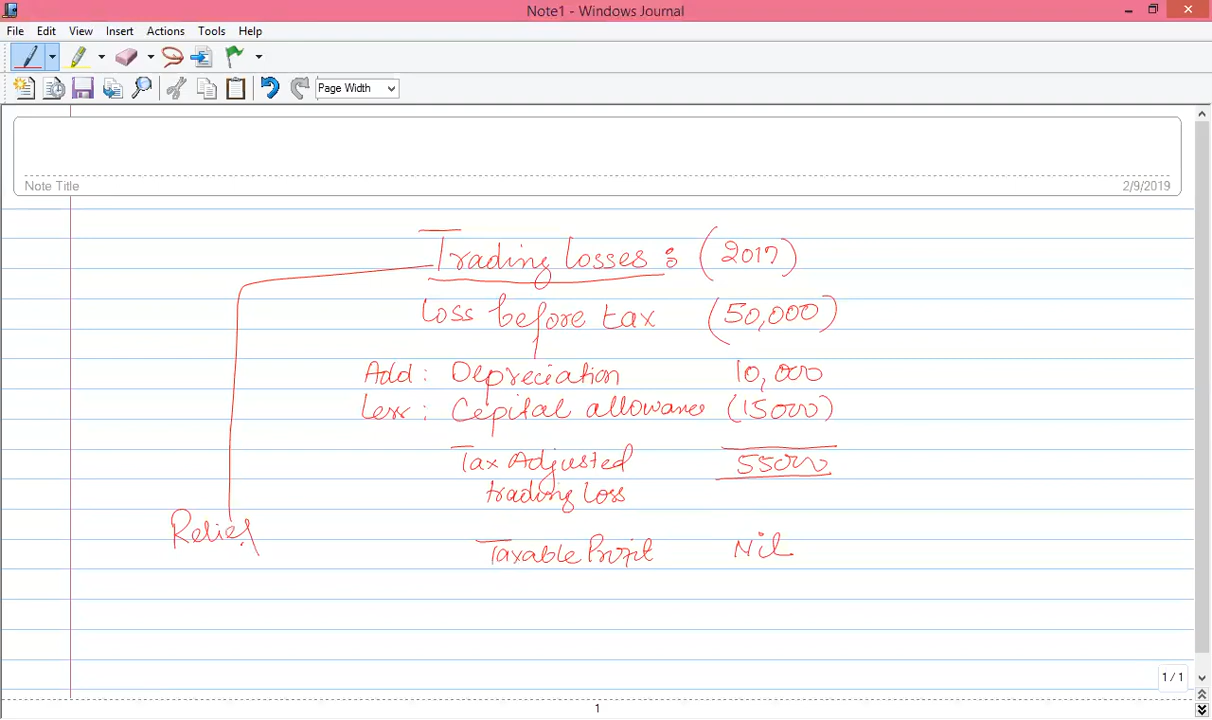 Note1 - Windows Journal
File Edit View Insert Actions Tools Help
Page Width
Note Title 2/9/2019
Trading losses : (2017)
Loss before tax (50,000)
Add : Depreciation 10,000
Less : Cepital allowance (15000)
Tax Adjusted 55000
trading Loss
Relief
Taxable Profit Nil
1 / 1
1